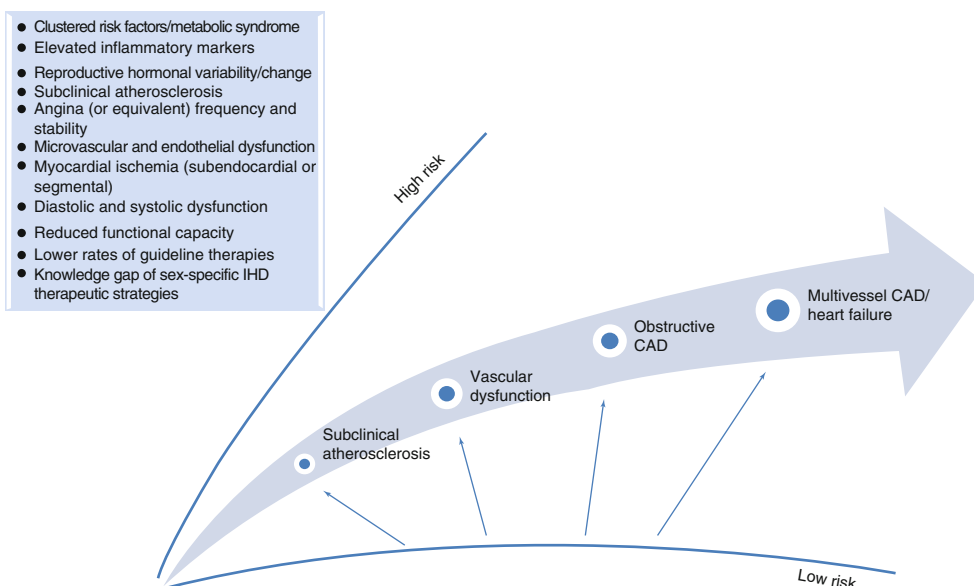 ● Clustered risk factors/metabolic syndrome
● Elevated inflammatory markers
● Reproductive hormonal variability/change
● Subclinical atherosclerosis
● Angina (or equivalent) frequency and
stability
● Microvascular and endothelial dysfunction
● Myocardial ischemia (subendocardial or
segmental)
● Diastolic and systolic dysfunction
● Reduced functional capacity
● Lower rates of guideline therapies
● Knowledge gap of sex-specific IHD
therapeutic strategies
High risk
Multivessel CAD/
heart failure
Obstructive
CAD
Vascular
dysfunction
Subclinical
atherosclerosis
Low risk